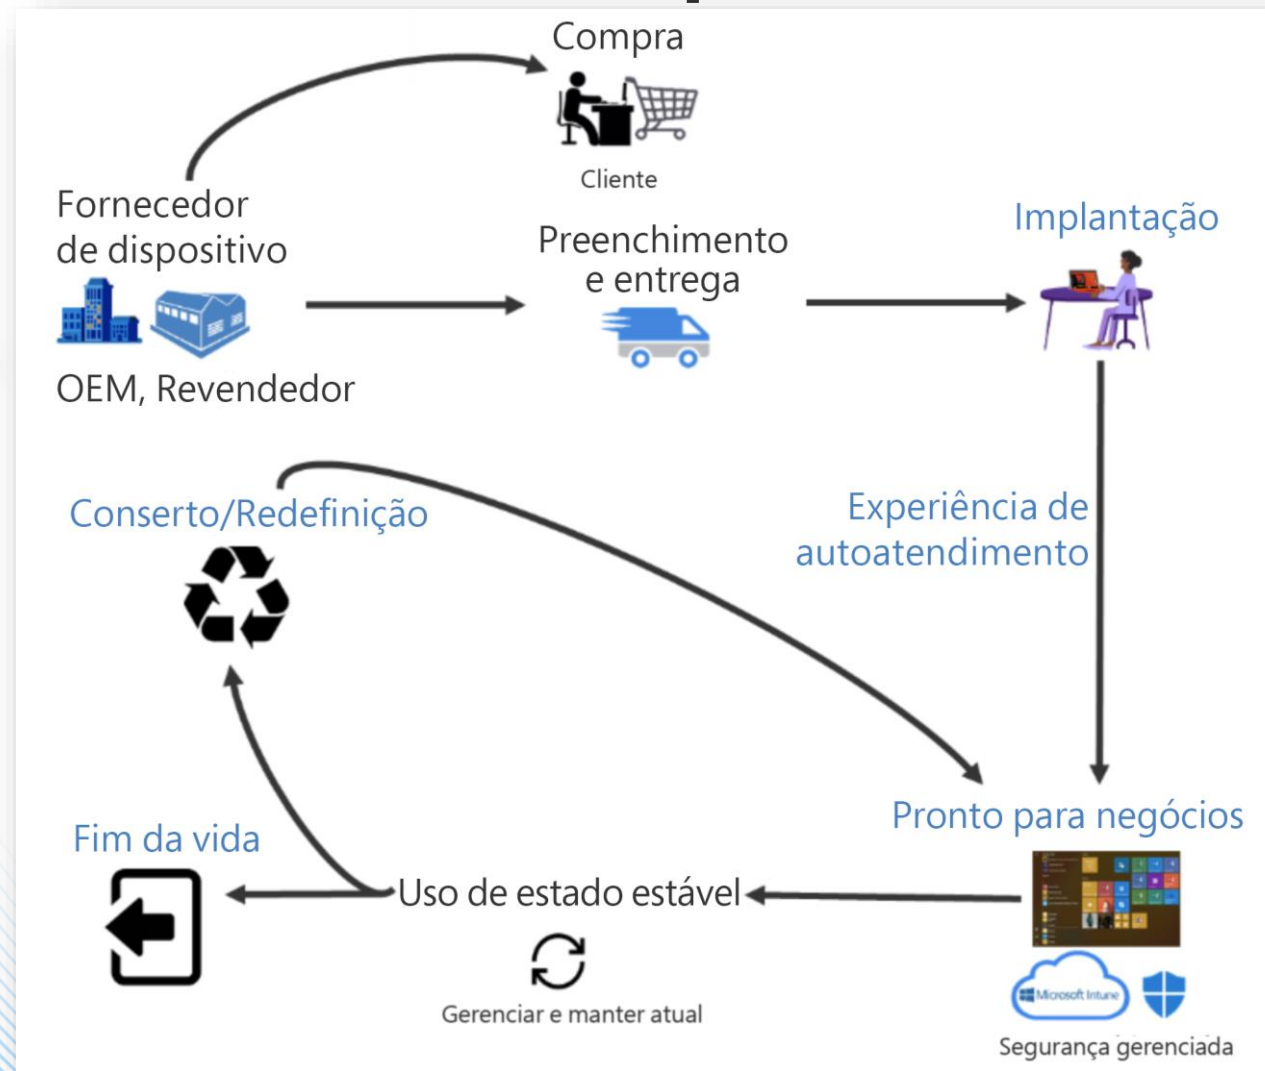 Compra
Cliente
Fornecedor
de dispositivo
OEM, Revendedor
Preenchimento
e entrega
Implantação
Conserto/Redefinição
Experiência de
autoatendimento
Pronto para negócios
Microsoft Intune
Segurança gerenciada
Fim da vida
Uso de estado estável
Gerenciar e manter atual